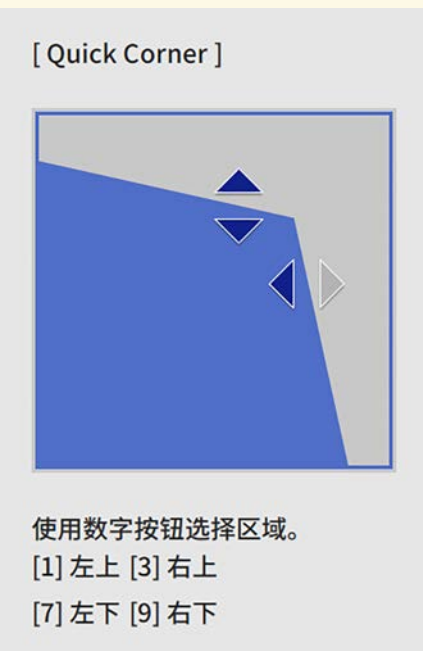 [ Quick Corner ]
使用数字按钮选择区域。
[1] 左上 [3] 右上
[7] 左下 [9] 右下